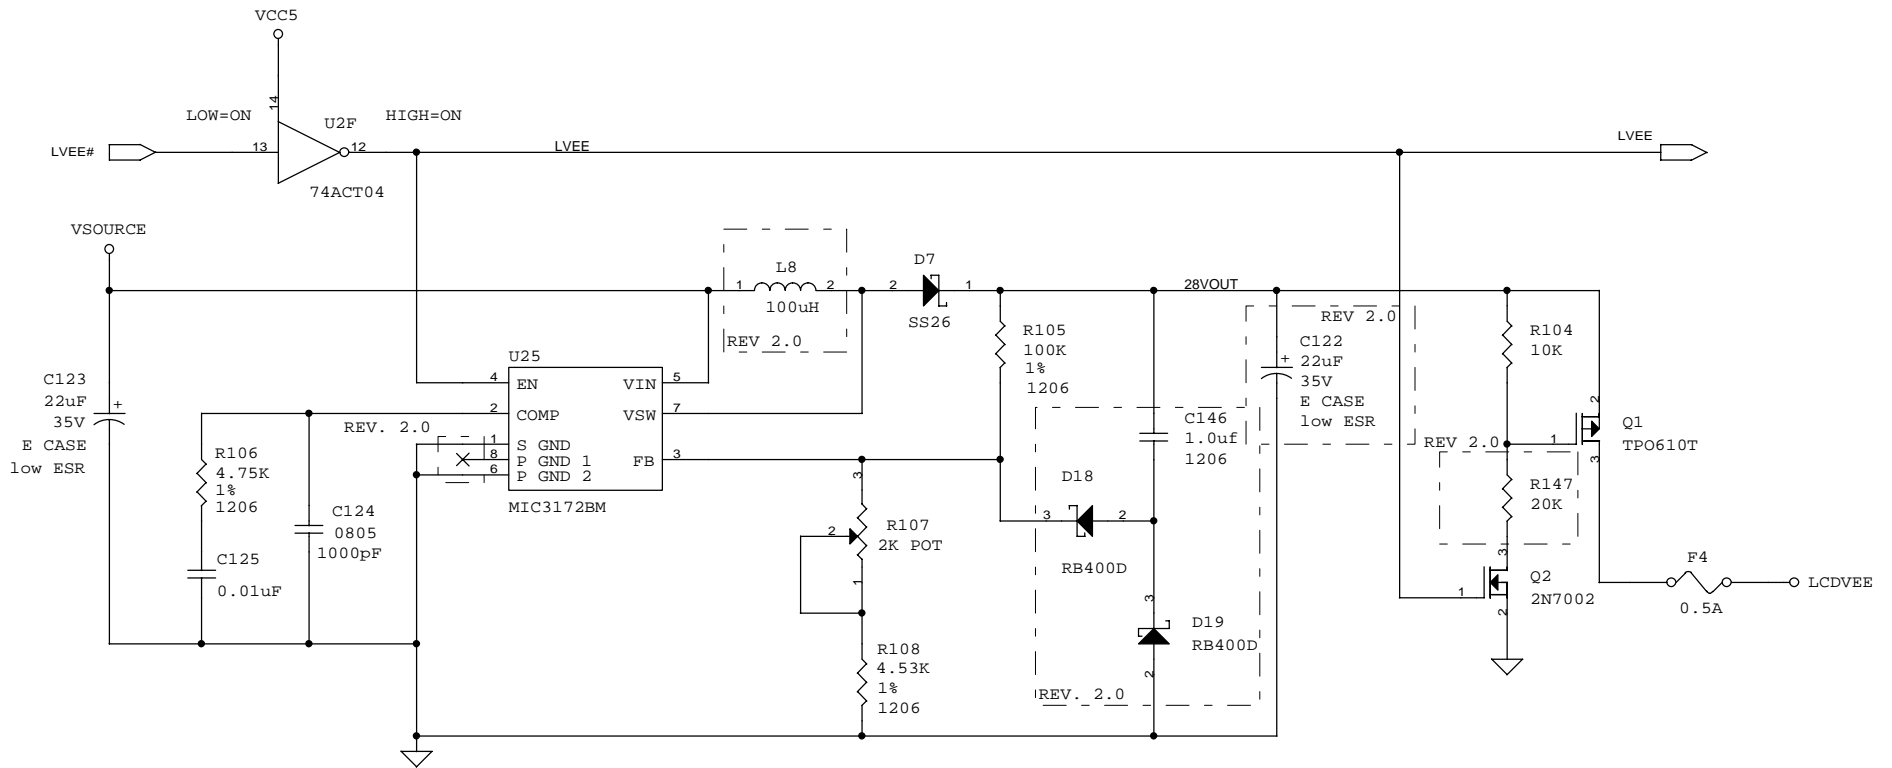 VCC5
14
LOW=ON
U2F
HIGH=ON
LVEE#
13
12
LVEE
LVEE
74ACT04
VSOURCE
L8
1
2
100uH
REV 2.0
D7
2
1
SS26
28VOUT
REV 2.0
R105
100K
1%
1206
C122
22uF
35V
E CASE
low ESR
R104
10K
U25
4
EN
VIN
5
2
COMP
VSW
7
1
S GND
8
P GND 1
FB
3
6
P GND 2
MIC3172BM
C123
22uF
35V
E CASE
low ESR
+
+
REV. 2.0
R106
4.75K
1%
1206
C124
0805
1000pF
C125
0.01uF
3
2
R107
2K POT
1
R108
4.53K
1%
1206
C146
1.0uf
1206
D18
3
2
RB400D
3
D19
RB400D
2
REV. 2.0
REV 2.0
1
2
Q1
TPO610T
3
R147
20K
3
Q2
2N7002
1
2
F4
0.5A
LCDVEE